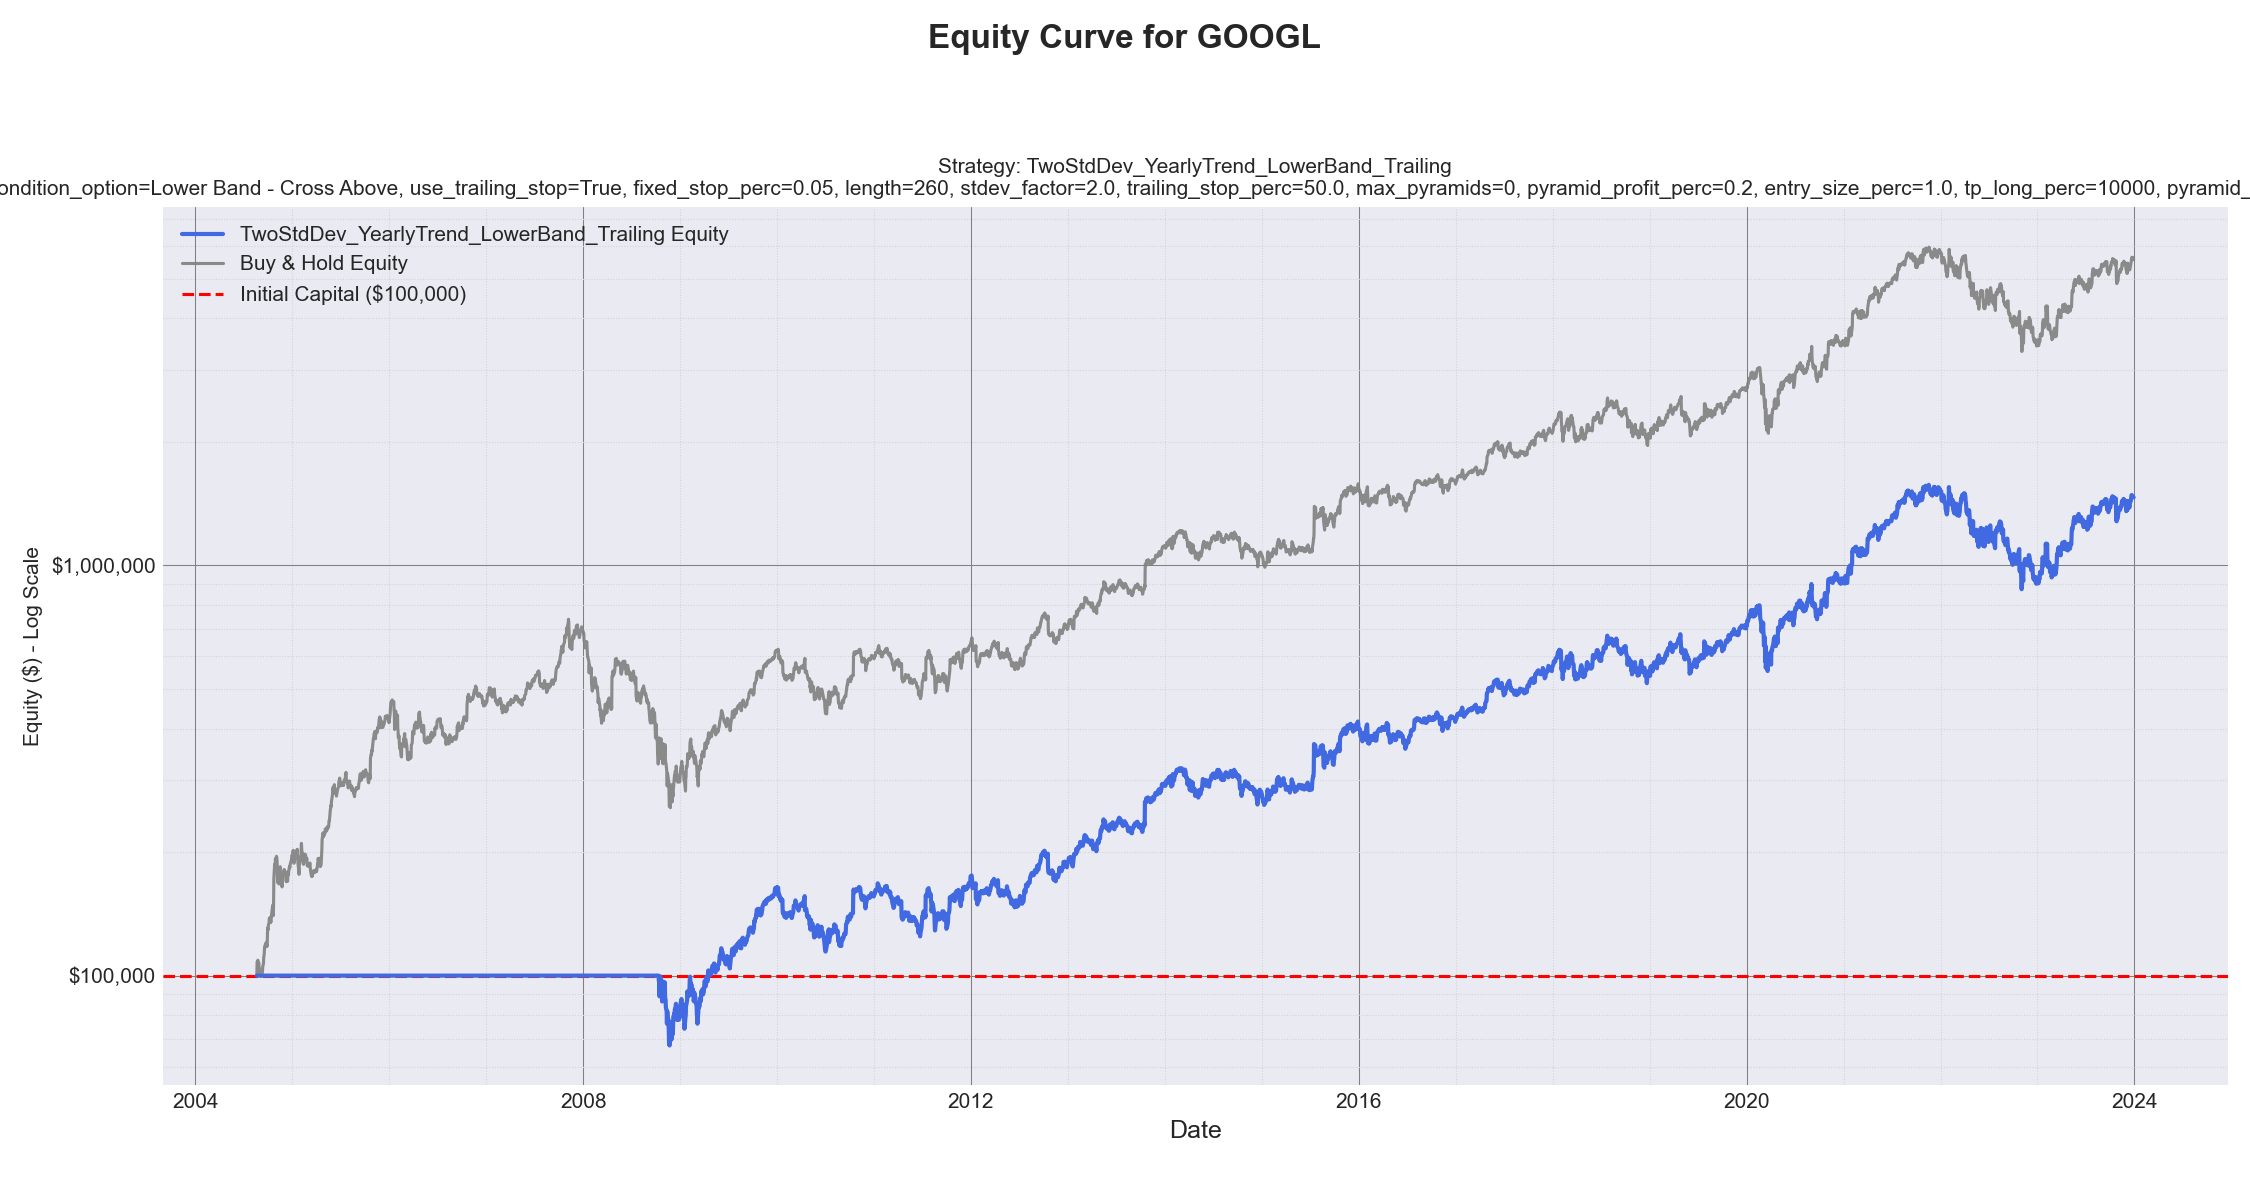 Equity Curve for GOOGL
Strategy: TwoStdDev_YearlyTrend_LowerBand_Trailing
ondition_option=Lower Band - Cross Above, use_trailing_stop=True, fixed_stop_perc=0.05, length=260, stdev_factor=2.0, trailing_stop_perc=50.0, max_pyramids=0, pyramid_profit_perc=0.2, entry_size_perc=1.0, tp_long_perc=10000, pyramid_
TwoStdDev_YearlyTrend_LowerBand_Trailing Equity
Buy & Hold Equity
Initial Capital ($100,000)
Equity ($) - Log Scale
$1,000,000
$100,000
2004 2008 2012 2016 2020 2024
Date